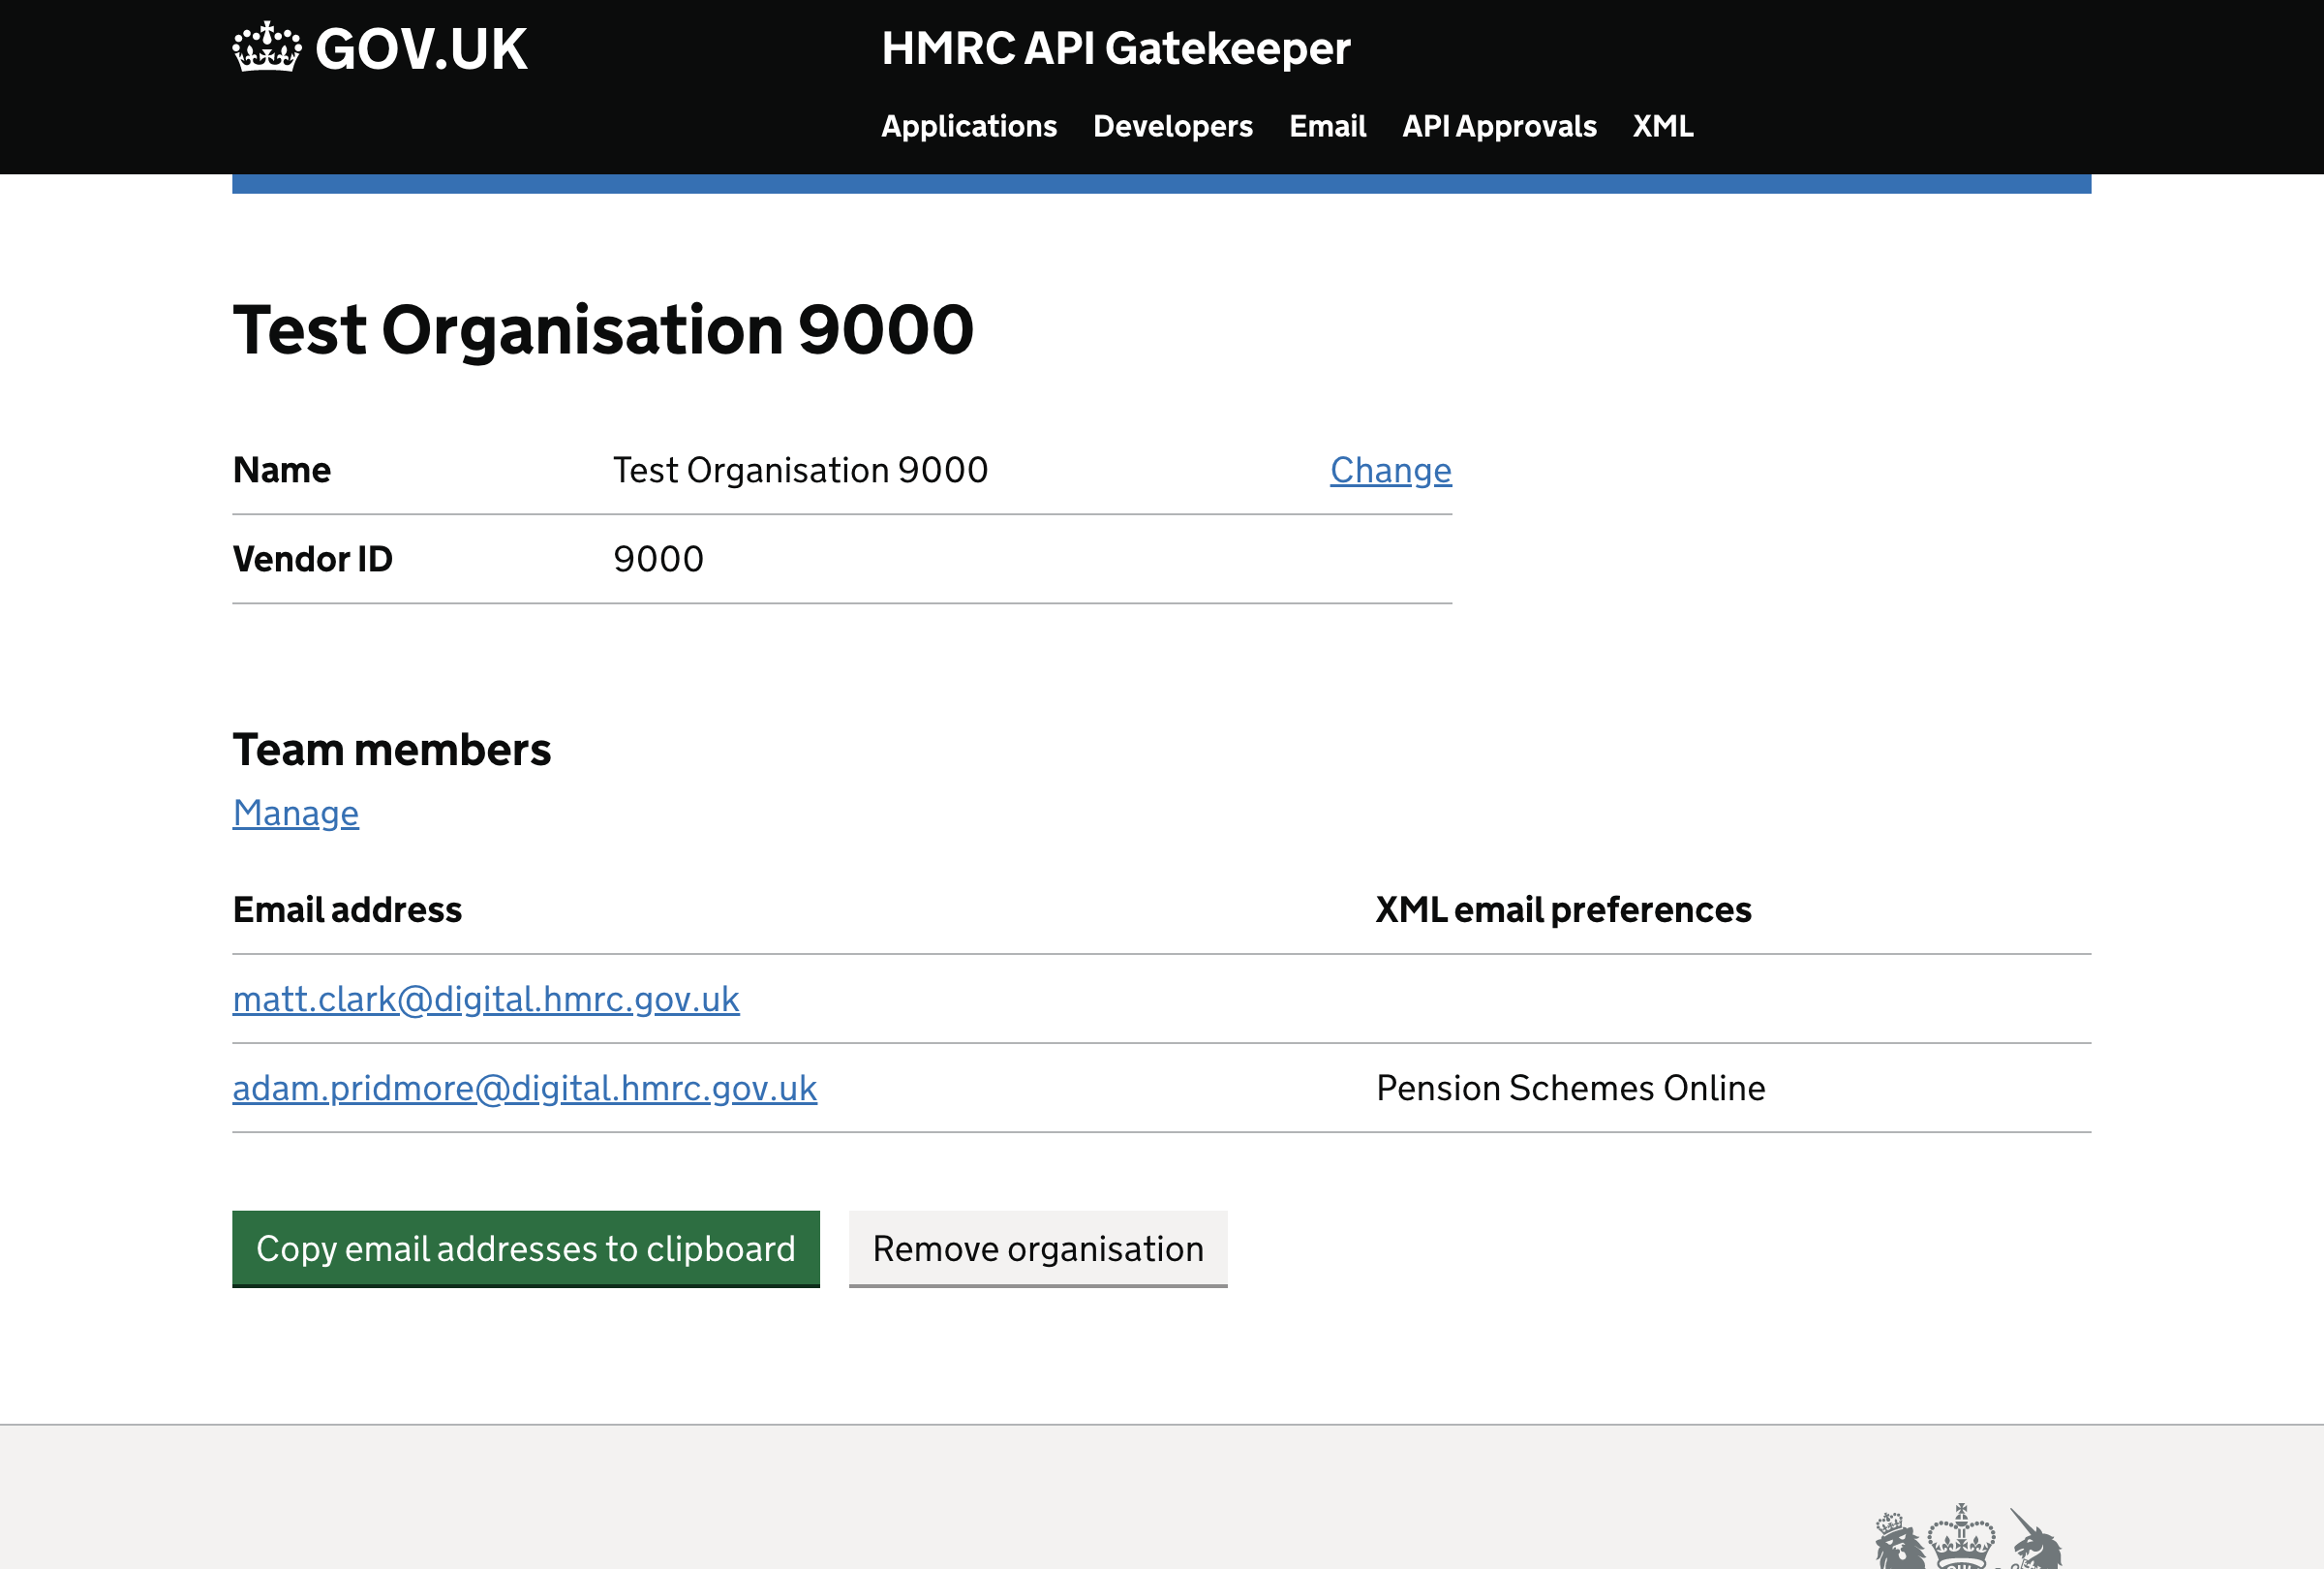 GOV.UK HMRC API Gatekeeper
Applications Developers Email API Approvals XML
Test Organisation 9000
Name Test Organisation 9000 Change
Vendor ID 9000
Team members
Manage
Email address XML email preferences
matt.clark@digital.hmrc.gov.uk
adam.pridmore@digital.hmrc.gov.uk Pension Schemes Online
Copy email addresses to clipboard Remove organisation